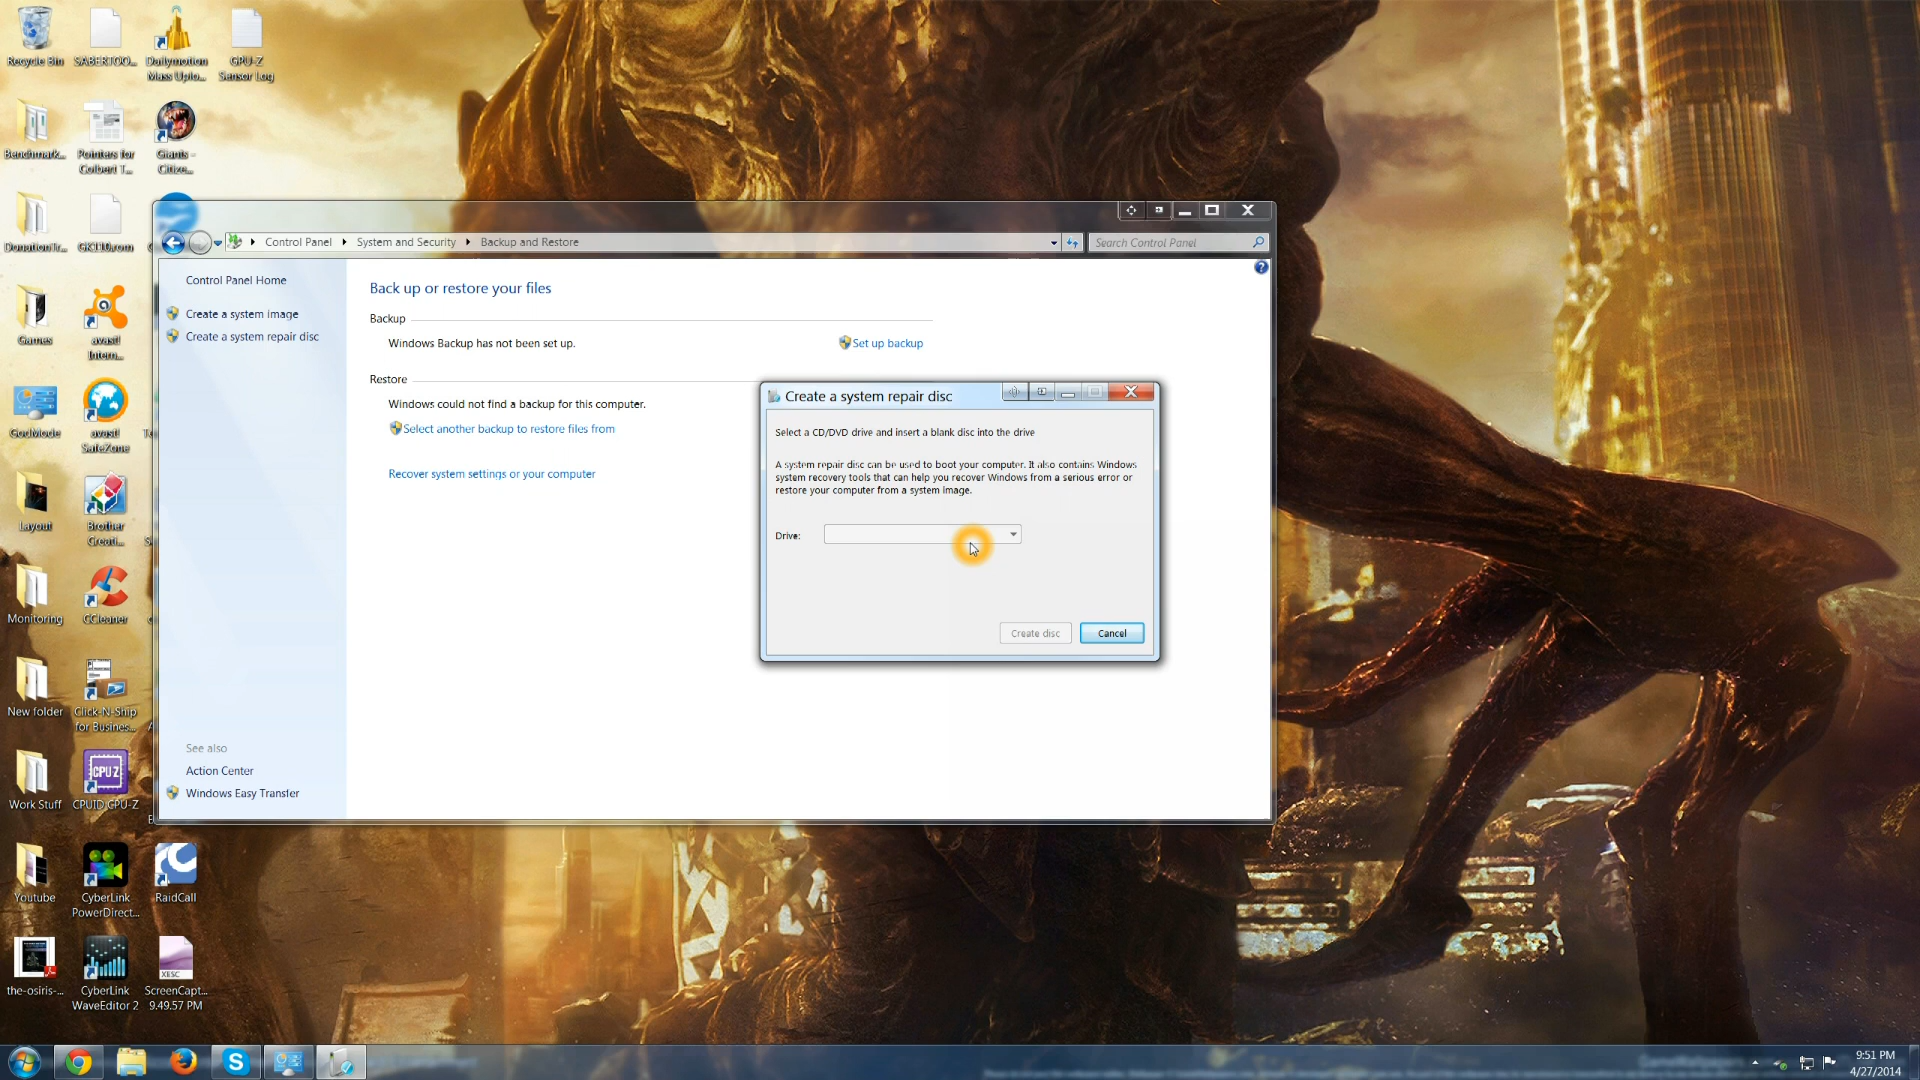 Recycle Bin
SABERTOO...
Dailymotion
Mass Uplo...
GPU-Z
Sensor Log
Benchmark...
Pointers for
Colbert T...
Giants -
Citize...
DonationTr...
GK110.rom
Games
avast!
Intern...
GodMode
avast!
SafeZone
Layout
Brother
Creati...
Monitoring
CCleaner
New folder
Click-N-Ship
for Busines...
Work Stuff
CPUID CPU-Z
Youtube
CyberLink
PowerDirect...
RaidCall
the-osiris-...
CyberLink
WaveEditor 2
XESC
ScreenCapt...
9.49.57 PM
Control Panel
System and Security
Backup and Restore
Search Control Panel
Control Panel Home
Create a system image
Create a system repair disc
See also
Action Center
Windows Easy Transfer
Back up or restore your files
Backup
Windows Backup has not been set up.
Set up backup
Restore
Windows could not find a backup for this computer.
Select another backup to restore files from
Recover system settings or your computer
Create a system repair disc
Select a CD/DVD drive and insert a blank disc into the drive
A system repair disc can be used to boot your computer. It also contains Windows
system recovery tools that can help you recover Windows from a serious error or
restore your computer from a system image.
Drive:
Create disc
Cancel
9:51 PM
4/27/2014